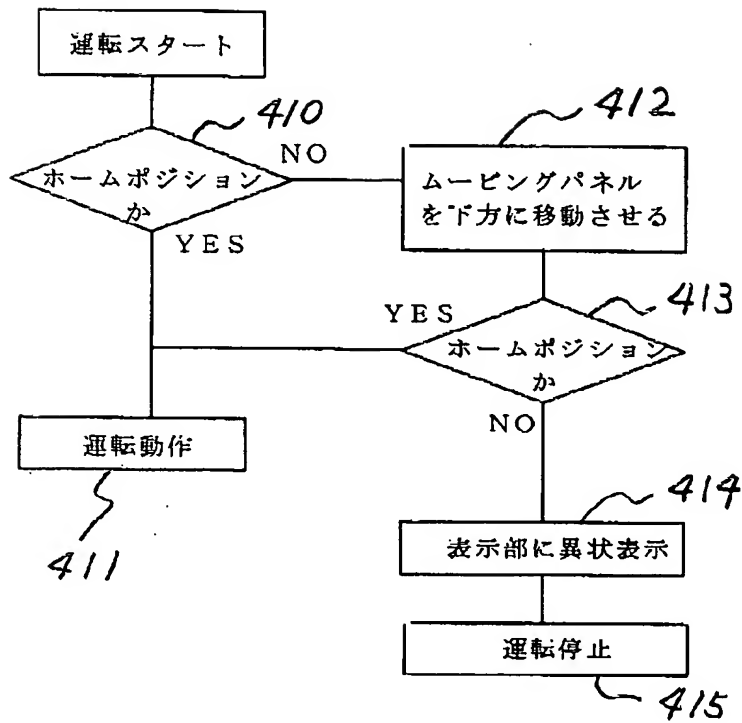 運転スタート
410
ホームポジション
か
NO
YES
412
ムービングパネル
を下方に移動させる
413
YES
ホームポジション
か
NO
運転動作
411
414
表示部に異状表示
運転停止
415